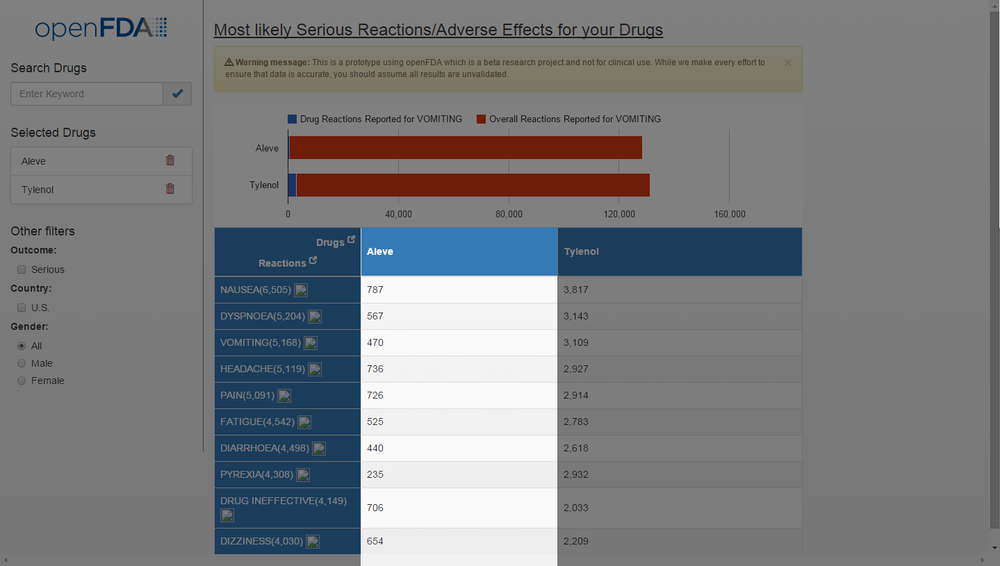 openFDA
Search Drugs
Enter Keyword
Selected Drugs
Aleve
Tylenol
Other filters
Outcome:
Serious
Country:
U.S.
Gender:
All
Male
Female
Most likely Serious Reactions/Adverse Effects for your Drugs
Warning message: This is a prototype using openFDA which is a beta research project and not for clinical use. While we make every effort to
ensure that data is accurate, you should assume all results are unvalidated.
×
Drug Reactions Reported for VOMITING Overall Reactions Reported for VOMITING
Aleve
Tylenol
0 40,000 80,000 120,000 160,000
Drugs
Reactions
Aleve Tylenol
NAUSEA(6,505) 787 3,817
DYSPNOEA(5,204) 567 3,143
VOMITING(5,168) 470 3,109
HEADACHE(5,119) 736 2,927
PAIN(5,091) 726 2,914
FATIGUE(4,542) 525 2,783
DIARRHOEA(4,498) 440 2,618
PYREXIA(4,308) 235 2,932
DRUG INEFFECTIVE(4,149) 706 2,033
DIZZINESS(4,030) 654 2,209